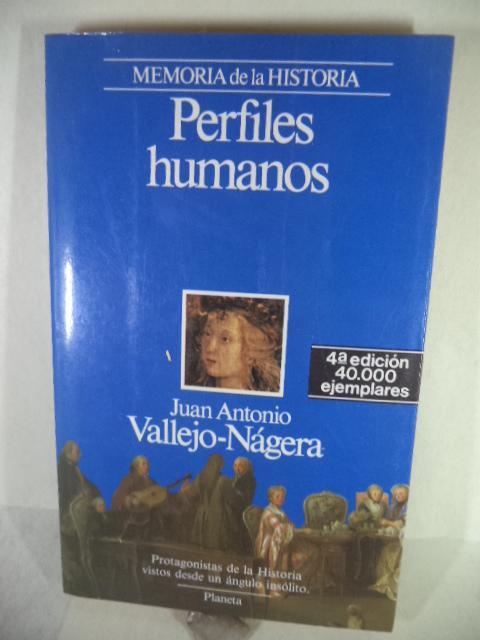 MEMORIA de la HISTORIA
Perfiles
humanos
4ª edición
40.000
ejemplares
Juan Antonio
Vallejo-Nágera
Protagonistas de la Historia
vistos desde un ángulo insólito.
Planeta